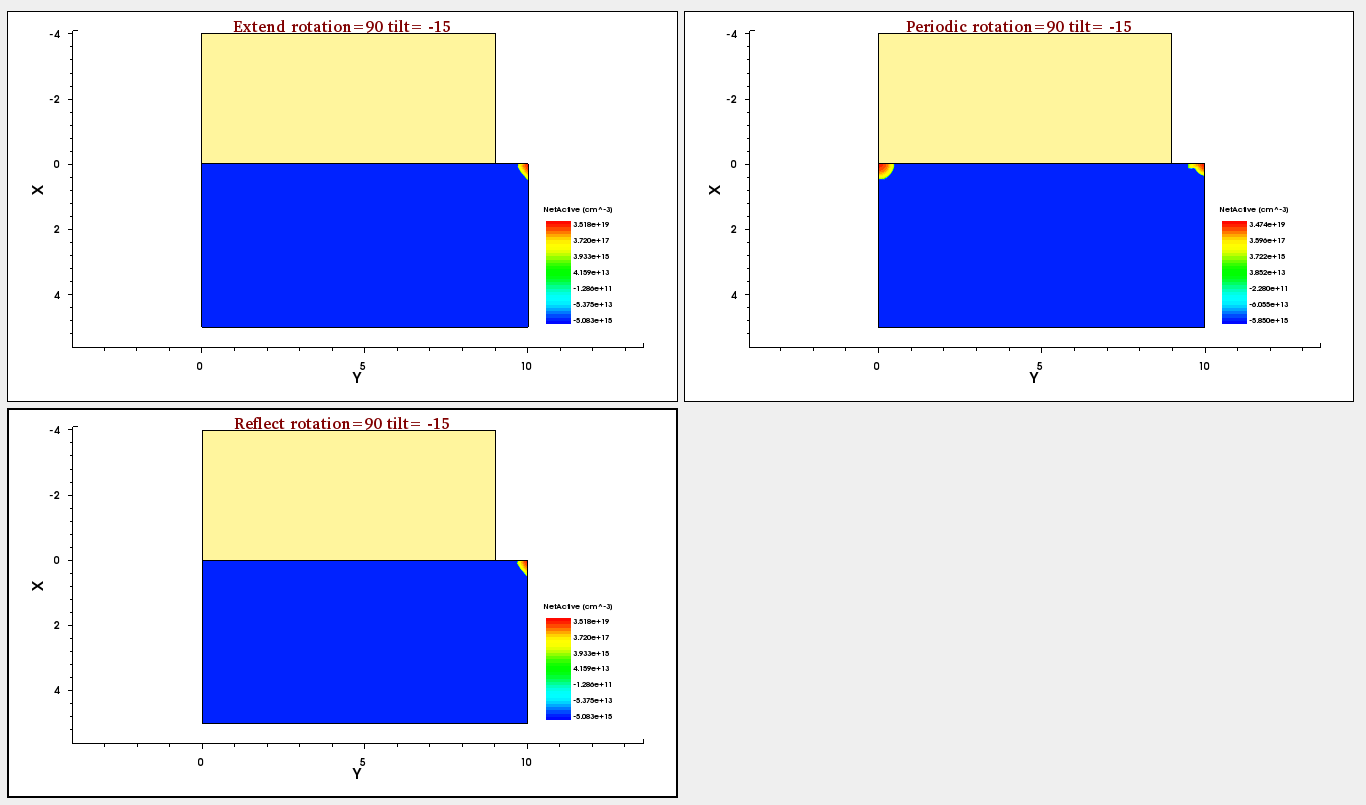 Extend rotation=90 tilt= -15
-4
-2
0
2
4
X
0
5
10
Y
NetActive (cm^-3)
3.518e+19
3.720e+17
3.933e+15
4.159e+13
-1.286e+11
-5.375e+13
-5.083e+15
Periodic rotation=90 tilt= -15
-4
-2
0
2
4
X
0
5
10
Y
NetActive (cm^-3)
3.474e+19
3.596e+17
3.722e+15
3.852e+13
-2.280e+11
-6.055e+13
-5.850e+15
Reflect rotation=90 tilt= -15
-4
-2
0
2
4
X
0
5
10
Y
NetActive (cm^-3)
3.518e+19
3.720e+17
3.933e+15
4.159e+13
-1.286e+11
-5.375e+13
-5.083e+15